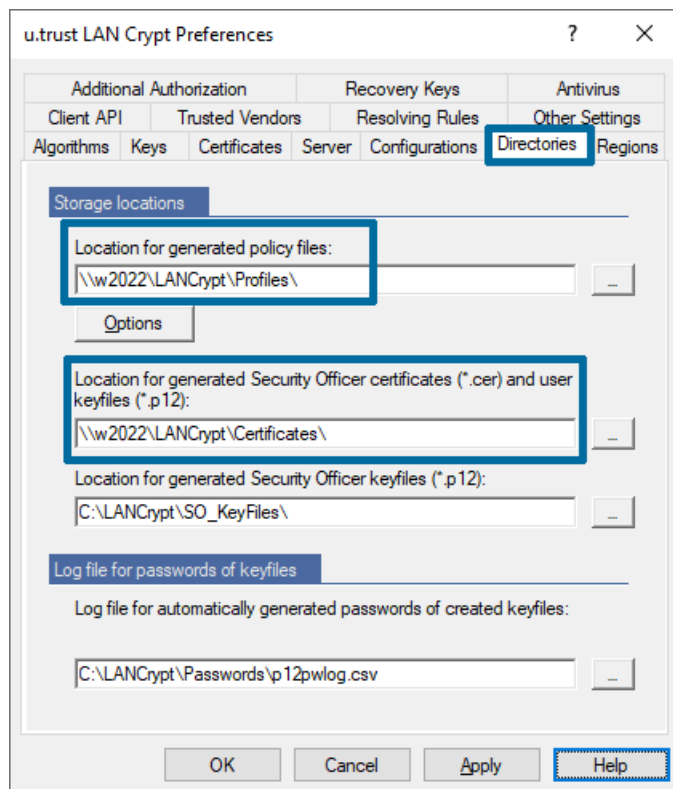 u.trust LAN Crypt Preferences
?
Additional Authorization
Recovery Keys
Antivirus
Client API
Trusted Vendors
Resolving Rules
Other Settings
Algorithms
Keys
Certificates
Server
Configurations
Directories
Regions
Storage locations
Location for generated policy files:
\\w2022\LANCrypt\Profiles\
...
Options
Location for generated Security Officer certificates (*.cer) and user
keyfiles (*.p12):
\\w2022\LANCrypt\Certificates\
...
Location for generated Security Officer keyfiles (*.p12):
C:\LANCrypt\SO_KeyFiles\
...
Log file for passwords of keyfiles
Log file for automatically generated passwords of created keyfiles:
C:\LANCrypt\Passwords\p12pwlog.csv
...
OK
Cancel
Apply
Help